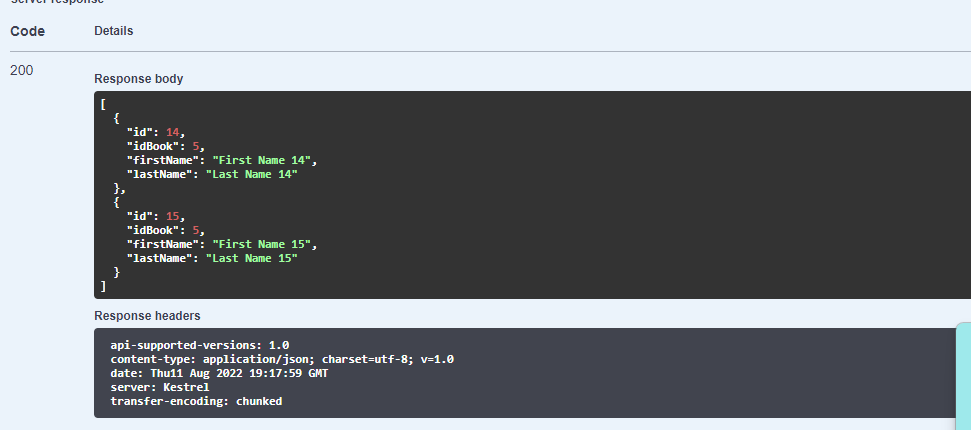 Server response
Code Details
200
Response body
[
  {
    "id": 14,
    "idBook": 5,
    "firstName": "First Name 14",
    "lastName": "Last Name 14"
  },
  {
    "id": 15,
    "idBook": 5,
    "firstName": "First Name 15",
    "lastName": "Last Name 15"
  }
]
Response headers
api-supported-versions: 1.0
content-type: application/json; charset=utf-8; v=1.0
date: Thu11 Aug 2022 19:17:59 GMT
server: Kestrel
transfer-encoding: chunked